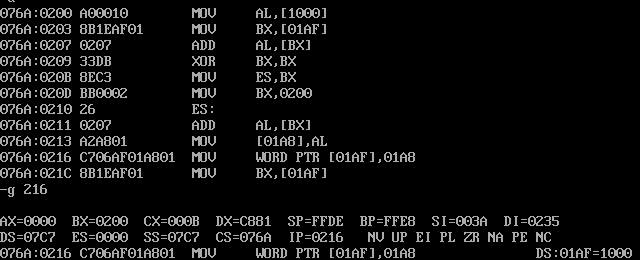 076A:0200 A00010 MOV AL,[1000]
076A:0203 8B1EAF01 MOV BX,[01AF]
076A:0207 0207 ADD AL,[BX]
076A:0209 33DB XOR BX,BX
076A:020B 8EC3 MOV ES,BX
076A:020D BB0002 MOV BX,0200
076A:0210 26 ES:
076A:0211 0207 ADD AL,[BX]
076A:0213 A2A801 MOV [01A8],AL
076A:0216 C706AF01A801 MOV WORD PTR [01AF],01A8
076A:021C 8B1EAF01 MOV BX,[01AF]
-g 216
AX=0000 BX=0200 CX=000B DX=C881 SP=FFDE BP=FFE8 SI=003A DI=0235
DS=07C7 ES=0000 SS=07C7 CS=076A IP=0216 NV UP EI PL ZR NA PE NC
076A:0216 C706AF01A801 MOV WORD PTR [01AF],01A8 DS:01AF=1000